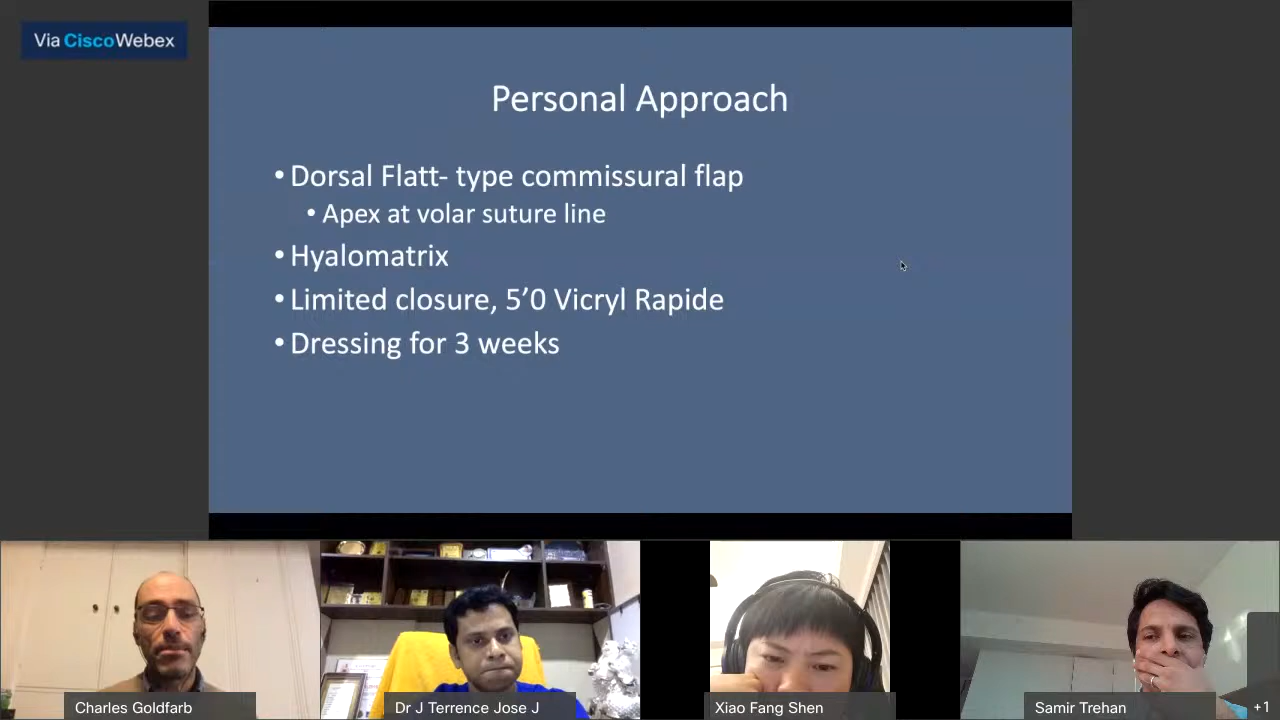 Via CiscoWebex
Personal Approach
• Dorsal Flatt- type commissural flap
• Apex at volar suture line
• Hyalomatrix
• Limited closure, 5’0 Vicryl Rapide
• Dressing for 3 weeks
Charles Goldfarb
Dr J Terrence Jose J
Xiao Fang Shen
Samir Trehan
+1